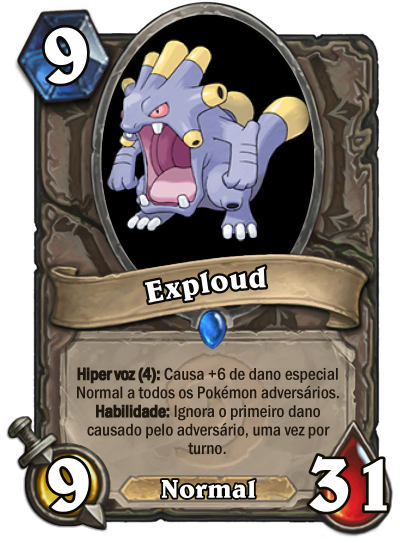 9
Exploud
Hiper voz (4): Causa +6 de dano especial
Normal a todos os Pokémon adversários.
Habilidade: Ignora o primeiro dano
causado pelo adversário, uma vez por
turno.
9
Normal
31